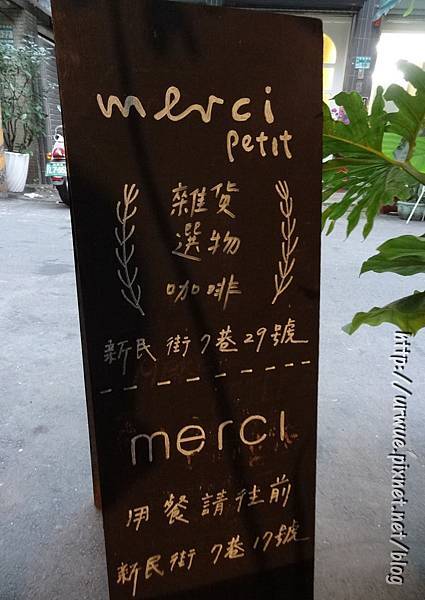 merci
petit
雜貨
選物
咖啡
新民街7巷29號
merci
用餐請往前
新民街7巷17號
http://urwue.pixnet.net/blog